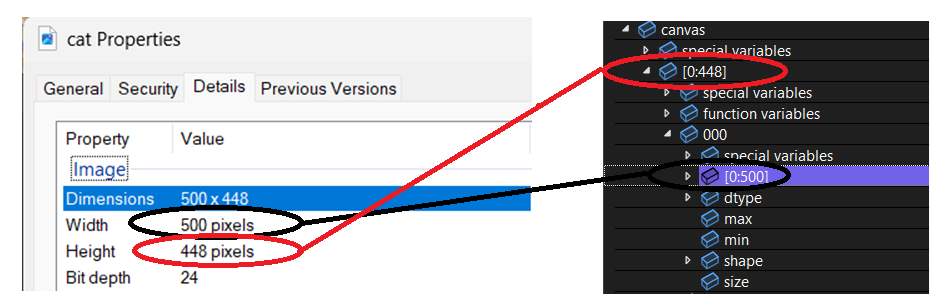 cat Properties
General Security Details Previous Versions
Property Value
Image
Dimensions 500 x 448
Width 500 pixels
Height 448 pixels
Bit depth 24
canvas
special variables
[0:448]
special variables
function variables
000
special variables
[0:500]
dtype
max
min
shape
size